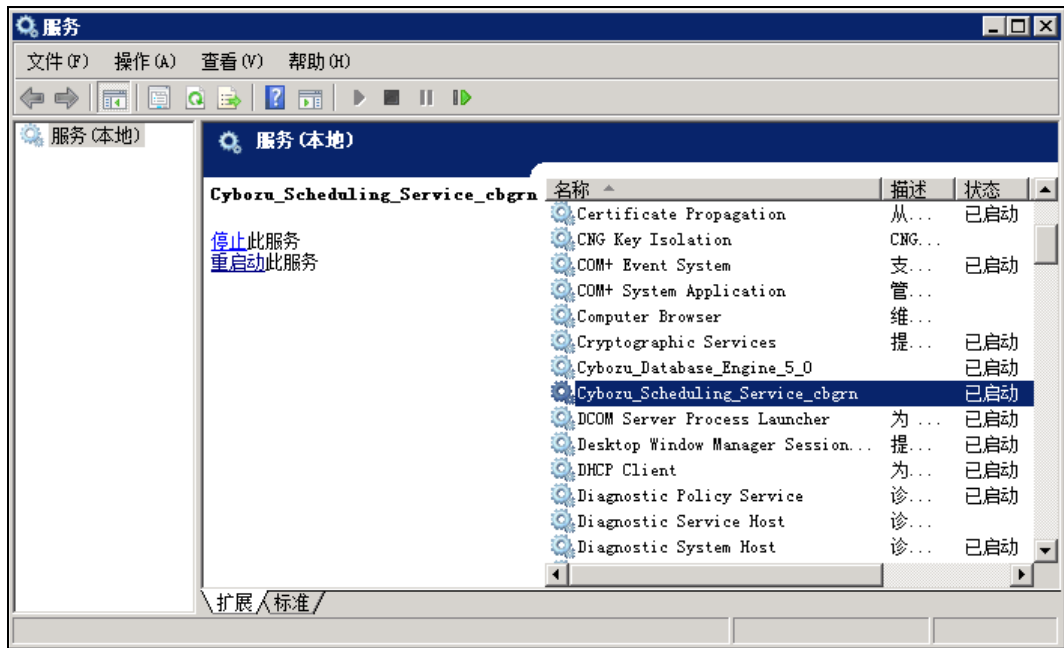 服务
文件(F) 操作(A) 查看(V) 帮助(H)
服务(本地)
服务(本地)
Cybozu_Scheduling_Service_cbgrn
停止此服务
重启动此服务
名称 描述 状态
Certificate Propagation 从... 已启动
CNG Key Isolation CNG...
COM+ Event System 支... 已启动
COM+ System Application 管...
Computer Browser 维...
Cryptographic Services 提... 已启动
Cybozu_Database_Engine_5_0 已启动
Cybozu_Scheduling_Service_cbgrn 已启动
DCOM Server Process Launcher 为 ... 已启动
Desktop Window Manager Session... 提... 已启动
DHCP Client 为... 已启动
Diagnostic Policy Service 诊... 已启动
Diagnostic Service Host 诊...
Diagnostic System Host 诊... 已启动
扩展 标准